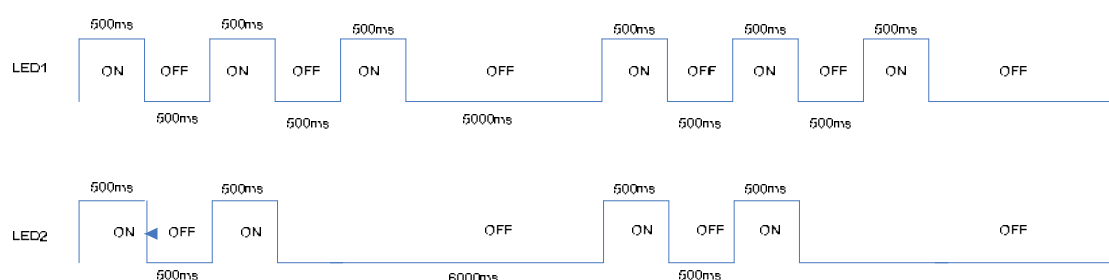 500ms 500ms 500ms 500ms 500ms 500ms
LED1 ON OFF ON OFF ON OFF ON OFF ON OFF ON OFF
500ms 500ms 5000ms 500ms 500ms
500ms 500ms 500ms 500ms
LED2 ON OFF ON OFF ON OFF ON OFF
500ms 6000ms 500ms